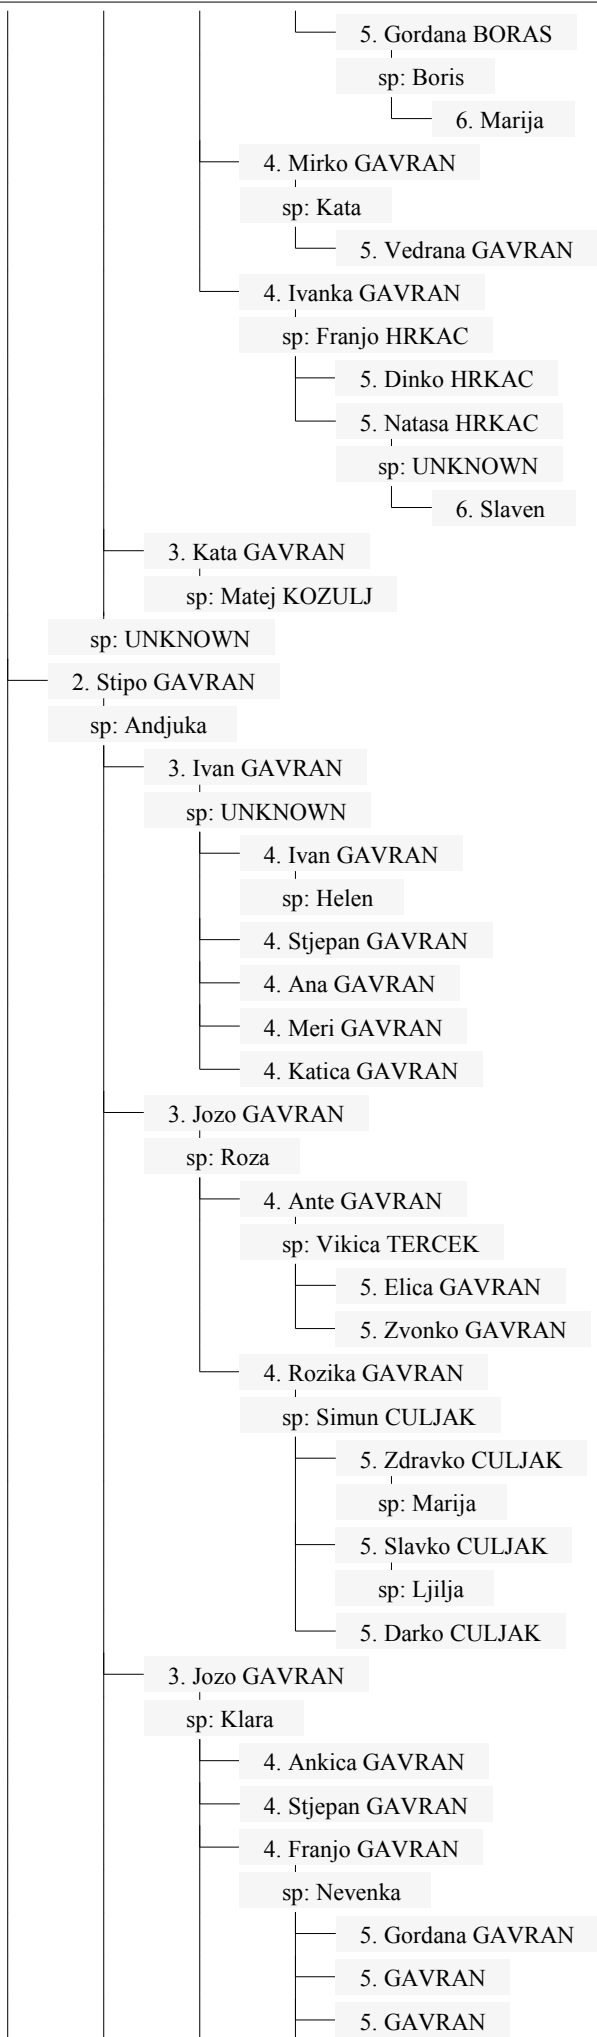 5. Gordana BORAS
sp: Boris
6. Marija
4. Mirko GAVRAN
sp: Kata
5. Vedrana GAVRAN
4. Ivanka GAVRAN
sp: Franjo HRKAC
5. Dinko HRKAC
5. Natasa HRKAC
sp: UNKNOWN
6. Slaven
3. Kata GAVRAN
sp: Matej KOZULJ
sp: UNKNOWN
2. Stipo GAVRAN
sp: Andjuka
3. Ivan GAVRAN
sp: UNKNOWN
4. Ivan GAVRAN
sp: Helen
4. Stjepan GAVRAN
4. Ana GAVRAN
4. Meri GAVRAN
4. Katica GAVRAN
3. Jozo GAVRAN
sp: Roza
4. Ante GAVRAN
sp: Vikica TERCEK
5. Elica GAVRAN
5. Zvonko GAVRAN
4. Rozika GAVRAN
sp: Simun CULJAK
5. Zdravko CULJAK
sp: Marija
5. Slavko CULJAK
sp: Ljilja
5. Darko CULJAK
3. Jozo GAVRAN
sp: Klara
4. Ankica GAVRAN
4. Stjepan GAVRAN
4. Franjo GAVRAN
sp: Nevenka
5. Gordana GAVRAN
5. GAVRAN
5. GAVRAN